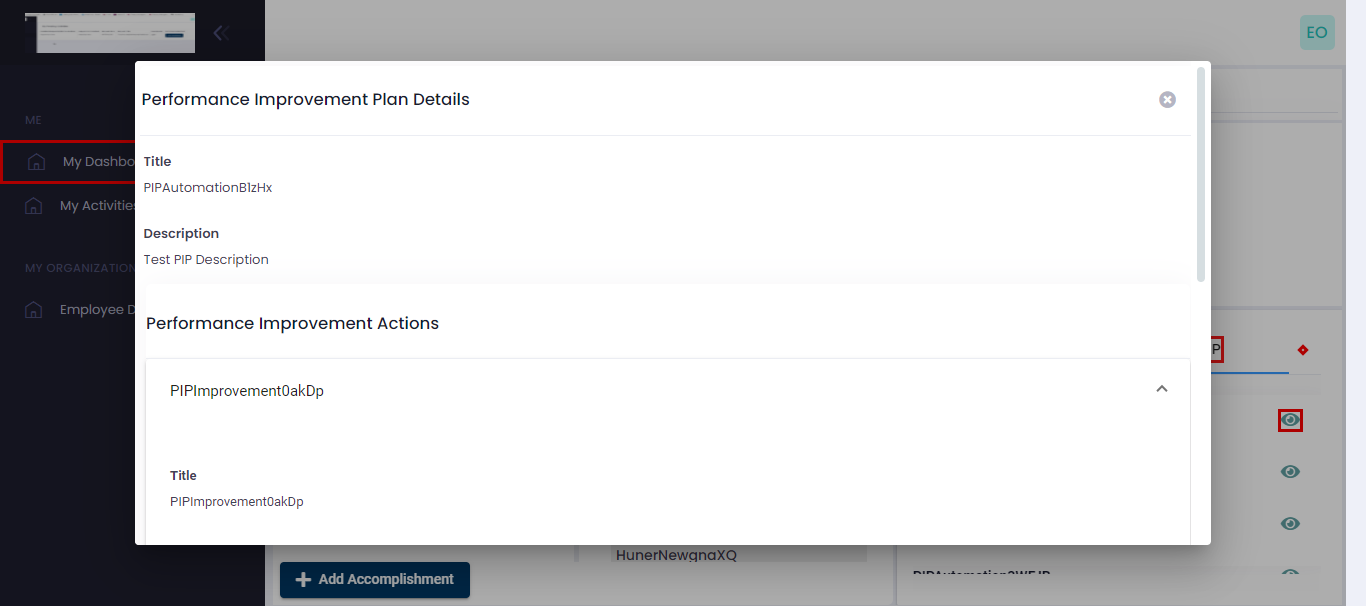 EO
Performance Improvement Plan Details
ME
My Dashbo
Title
PIPAutomationB1zHx
My Activities
Description
Test PIP Description
MY ORGANIZATION
Employee D
Performance Improvement Actions
P
PIPImprovement0akDp
Title
PIPImprovement0akDp
HunerNewgnaXQ
Add Accomplishment